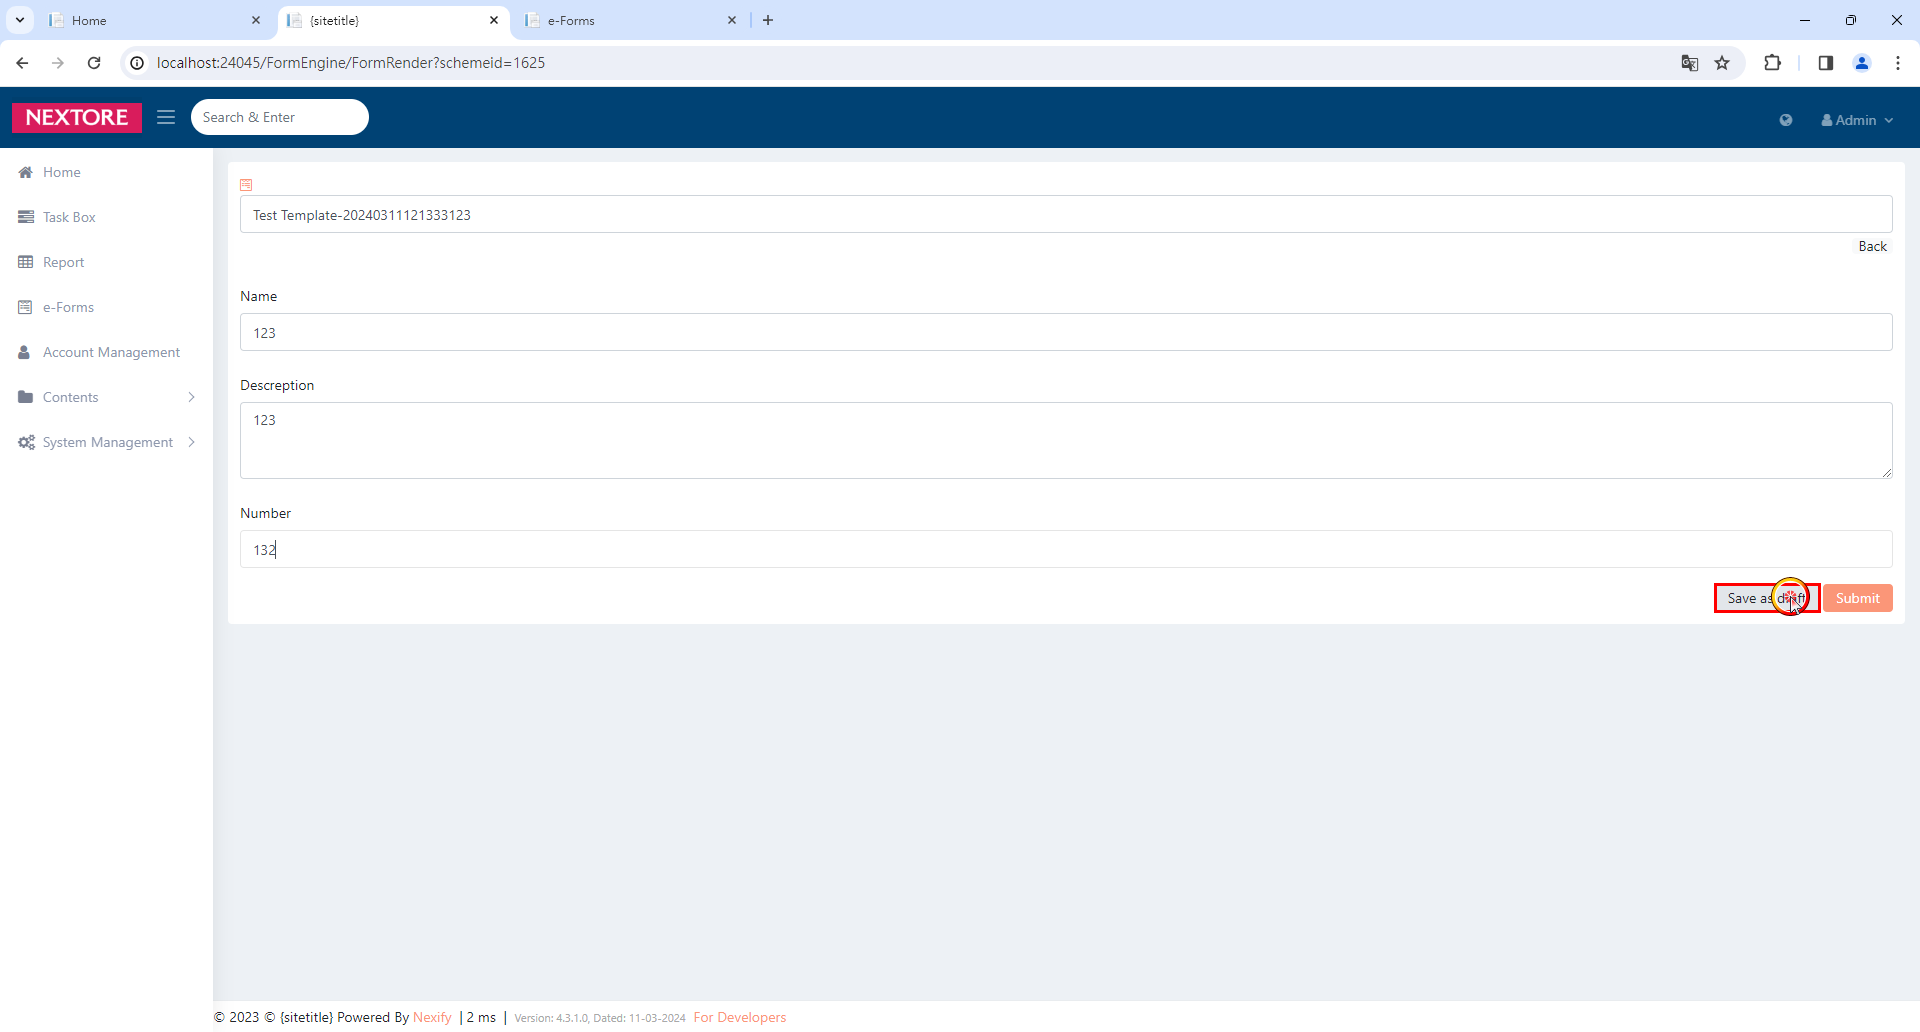 Home
{sitetitle}
e-Forms
localhost:24045/FormEngine/FormRender?schemeid=1625
NEXTORE
Search & Enter
Admin
Home
Task Box
Report
e-Forms
Account Management
Contents
System Management
Test Template-20240311121333123
Back
Name
123
Descreption
123
Number
132
Save as draft
Submit
© 2023 © {sitetitle} Powered By Nexify | 2 ms | Version: 4.3.1.0, Dated: 11-03-2024 For Developers